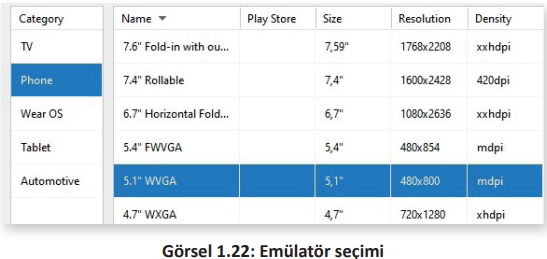 Category Name Play Store Size Resolution Density
TV 7.6" Fold-in with ou... 7,59" 1768x2208 xxhdpi
Phone 7.4" Rollable 7,4" 1600x2428 420dpi
Wear OS 6.7" Horizontal Fold... 6,7" 1080x2636 xxhdpi
Tablet 5.4" FWVGA 5,4" 480x854 mdpi
Automotive 5.1" WVGA 5,1" 480x800 mdpi
4.7" WXGA 4,7" 720x1280 xhdpi
Görsel 1.22: Emülatör seçimi